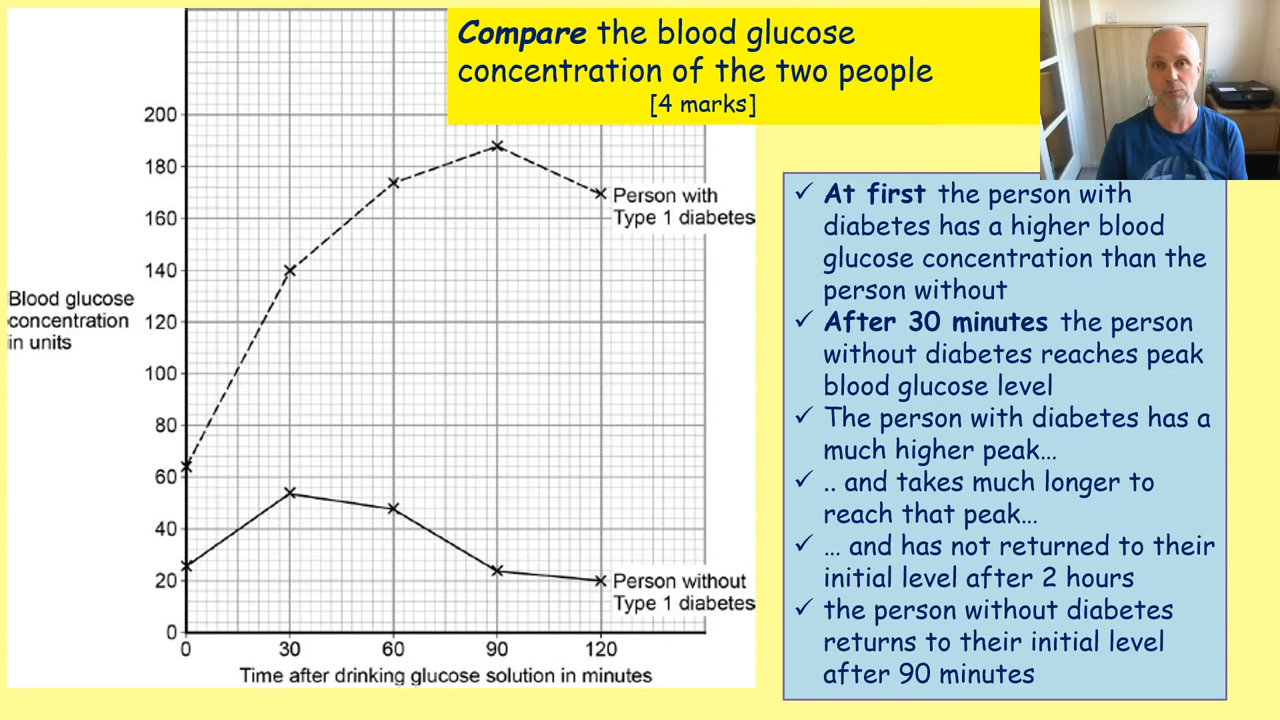 Compare the blood glucose
concentration of the two people
[4 marks]
200
180
160
140
120
100
80
60
40
20
0
Blood glucose
concentration
in units
0 30 60 90 120
Time after drinking glucose solution in minutes
Person with
Type 1 diabetes
Person without
Type 1 diabetes
✓ At first the person with
diabetes has a higher blood
glucose concentration than the
person without
✓ After 30 minutes the person
without diabetes reaches peak
blood glucose level
✓ The person with diabetes has a
much higher peak…
✓ .. and takes much longer to
reach that peak…
✓ … and has not returned to their
initial level after 2 hours
✓ the person without diabetes
returns to their initial level
after 90 minutes